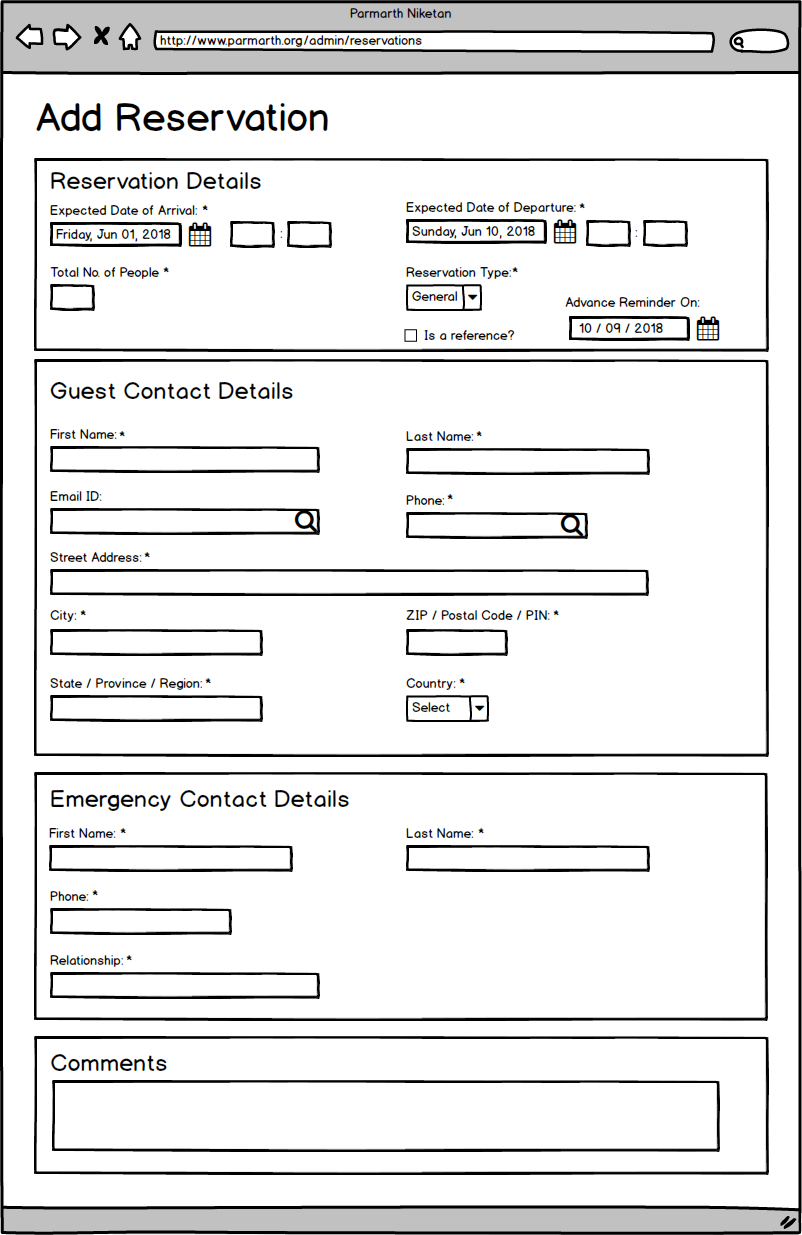 Parmarth Niketan
http://www.parmarth.org/admin/reservations
Add Reservation
Reservation Details
Expected Date of Arrival: *
Expected Date of Departure: *
Friday, Jun 01, 2018 :
Sunday, Jun 10, 2018 :
Total No. of People *
Reservation Type:*
General
Advance Reminder On:
Is a reference?
10 / 09 / 2018
Guest Contact Details
First Name: *
Last Name: *
Email ID:
Phone: *
Street Address: *
City: *
ZIP / Postal Code / PIN: *
State / Province / Region: *
Country: *
Select
Emergency Contact Details
First Name: *
Last Name: *
Phone: *
Relationship: *
Comments